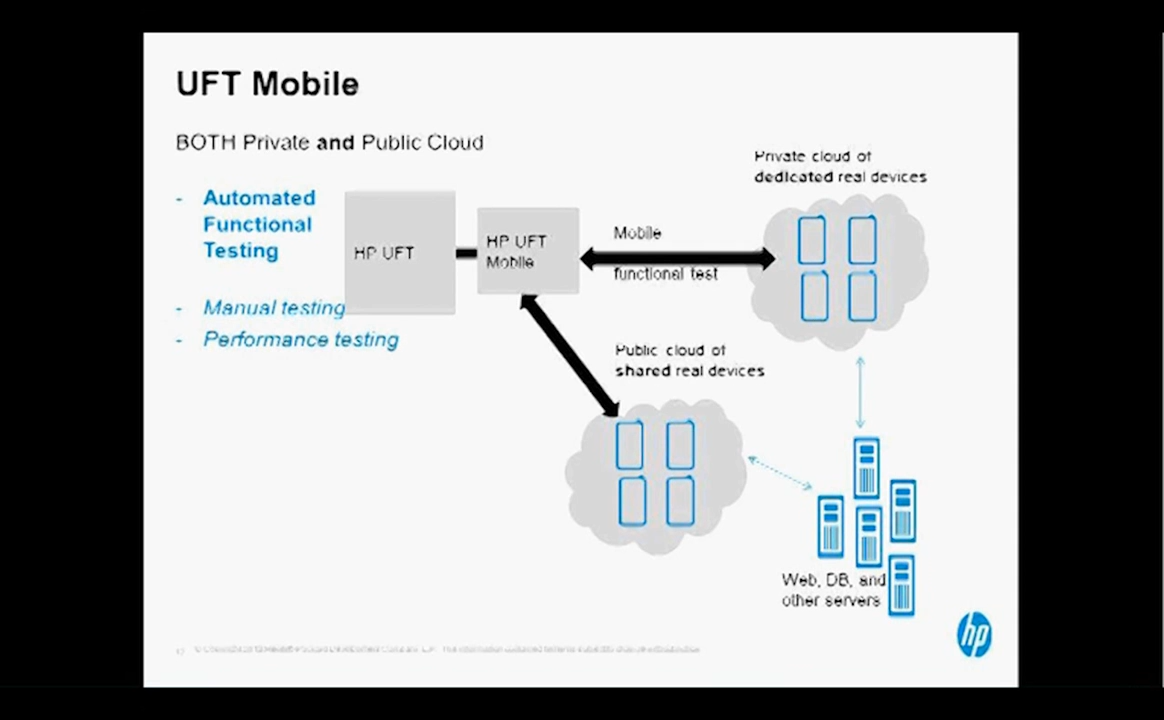 UFT Mobile
BOTH Private and Public Cloud
- Automated
Functional
Testing
- Manual testing
- Performance testing
HP UFT
HP UFT
Mobile
Mobile
functional test
Private cloud of
dedicated real devices
Public cloud of
shared real devices
Web, DB, and
other servers
hp